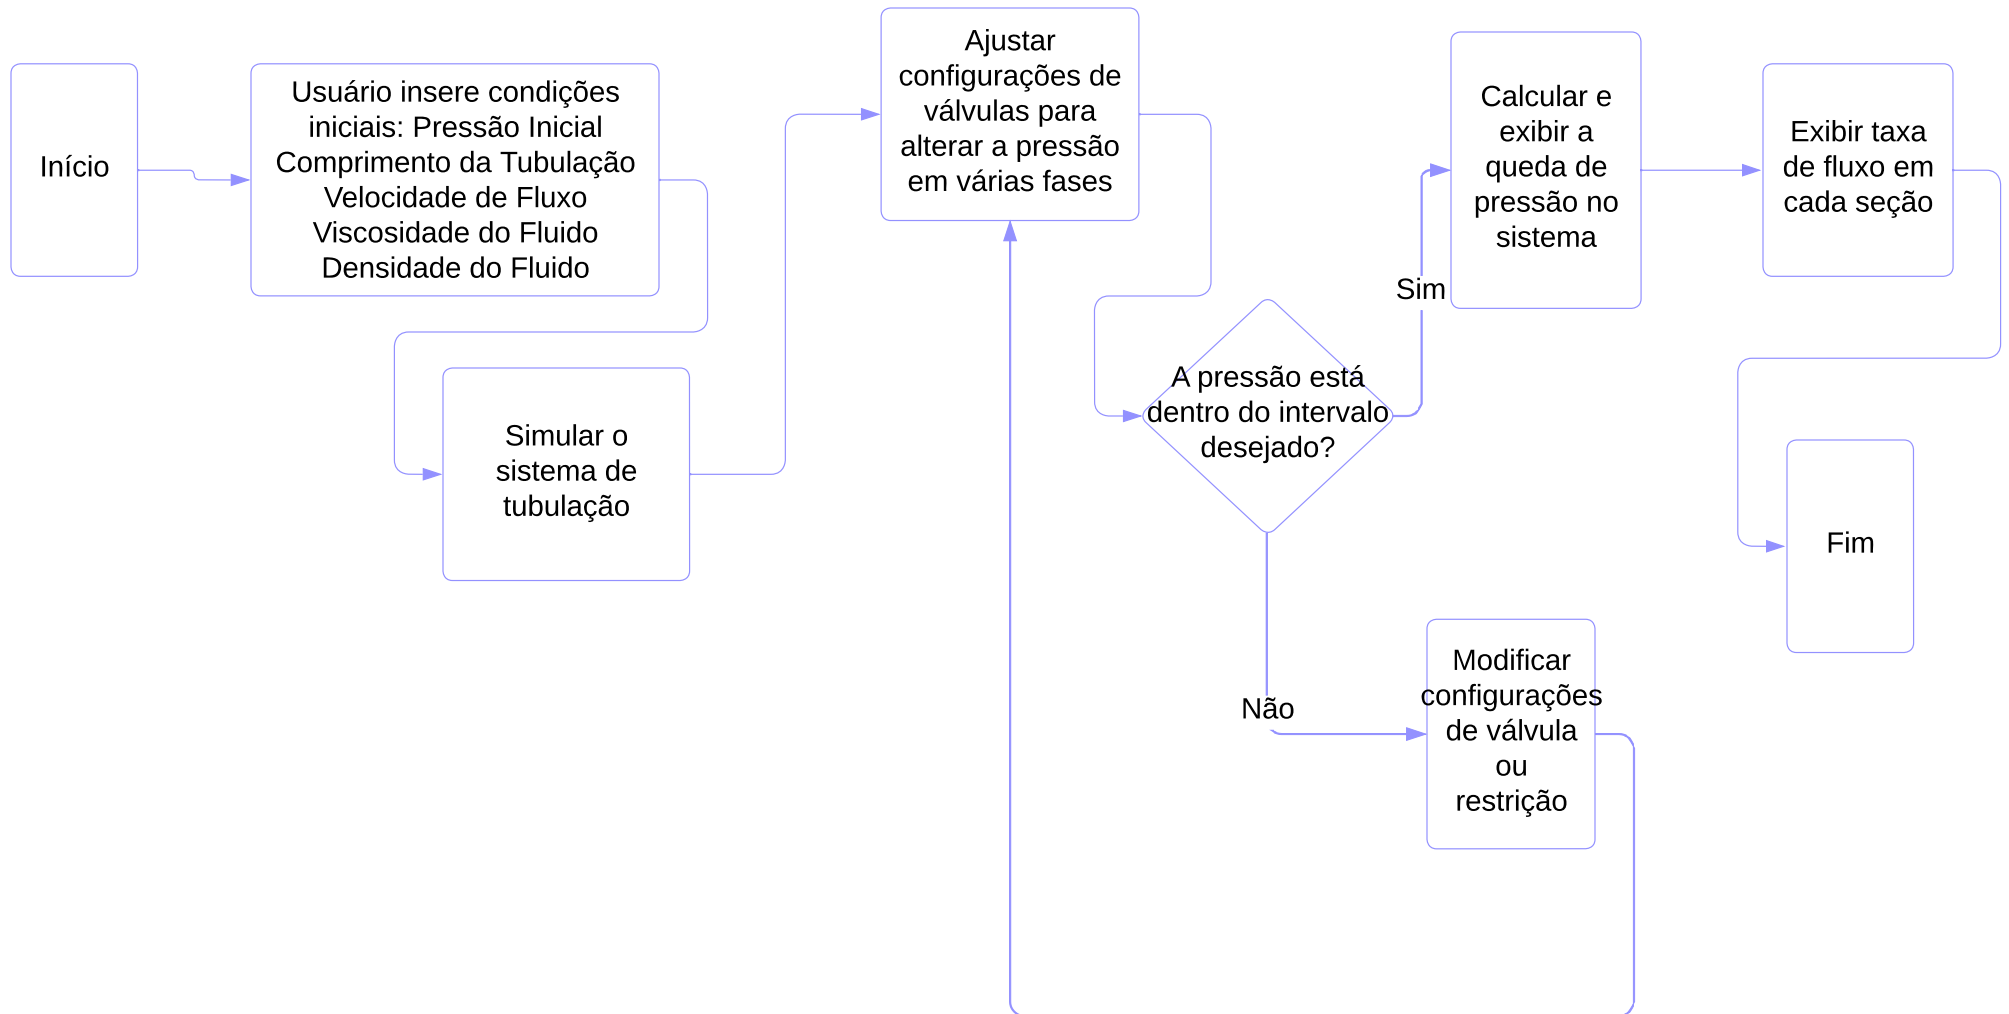 Início
Usuário insere condições
iniciais: Pressão Inicial
Comprimento da Tubulação
Velocidade de Fluxo
Viscosidade do Fluido
Densidade do Fluido
Simular o
sistema de
tubulação
Ajustar
configurações de
válvulas para
alterar a pressão
em várias fases
A pressão está
dentro do intervalo
desejado?
Sim
Calcular e
exibir a
queda de
pressão no
sistema
Exibir taxa
de fluxo em
cada seção
Fim
Não
Modificar
configurações
de válvula
ou
restrição